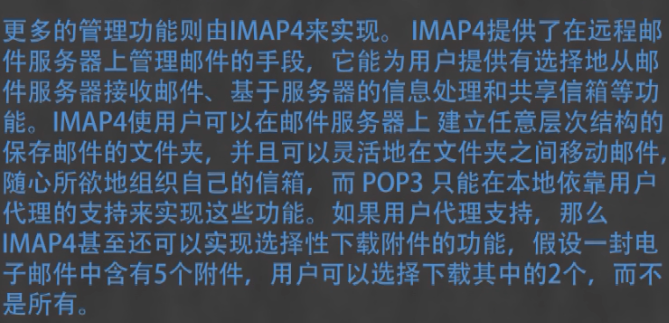 更多的管理功能则由IMAP4来实现。 IMAP4提供了在远程邮
件服务器上管理邮件的手段，它能为用户提供有选择地从邮
件服务器接收邮件、基于服务器的信息处理和共享信箱等功
能。IMAP4使用户可以在邮件服务器上 建立任意层次结构的
保存邮件的文件夹，并且可以灵活地在文件夹之间移动邮件,
随心所欲地组织自己的信箱，而 POP3 只能在本地依靠用户
代理的支持来实现这些功能。如果用户代理支持，那么
IMAP4甚至还可以实现选择性下载附件的功能，假设一封电
子邮件中含有5个附件，用户可以选择下载其中的2个，而不
是所有。